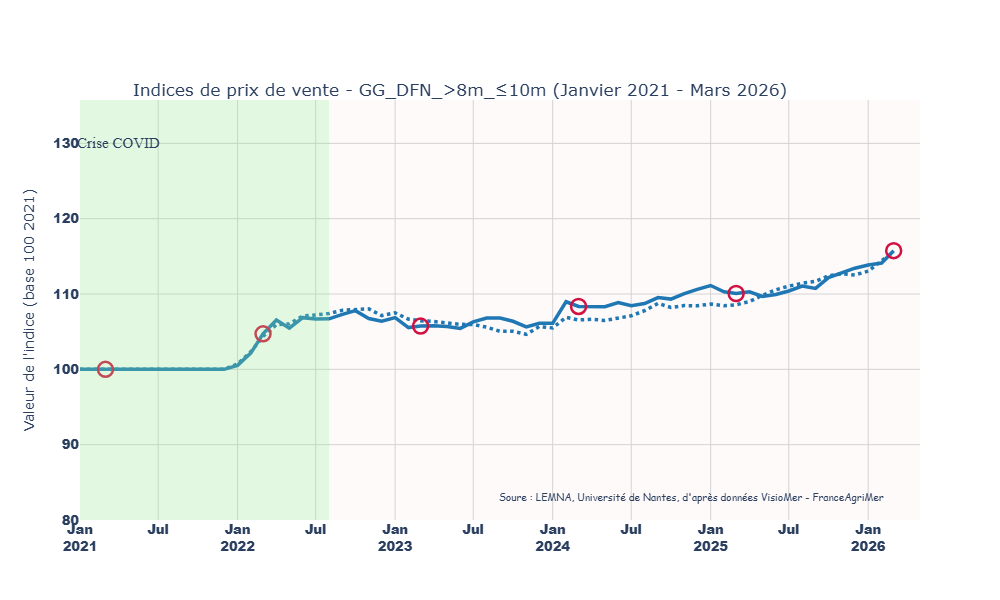 Indices de prix de vente - GG_DFN_>8m_≤10m (Janvier 2021 - Mars 2026)
Valeur de l'indice (base 100 2021)
130
Crise COVID
120
110
100
90
80
Soure : LEMNA, Université de Nantes, d'après données VisioMer - FranceAgriMer
Jan Jul Jan Jul Jan Jul Jan Jul Jan Jul Jan
2021 2022 2023 2024 2025 2026